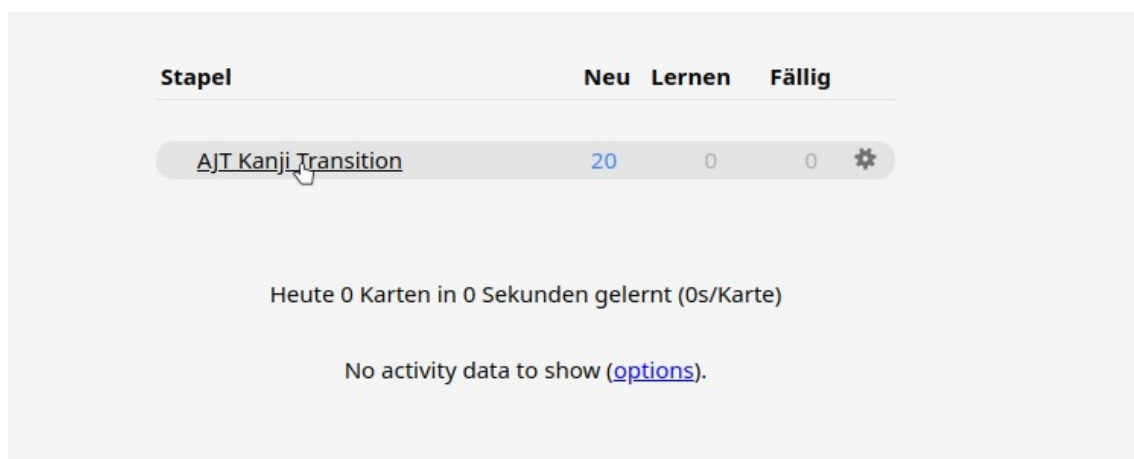 Stapel Neu Lernen Fällig
AJT Kanji Transition 20 0 0
Heute 0 Karten in 0 Sekunden gelernt (0s/Karte)
No activity data to show (options).